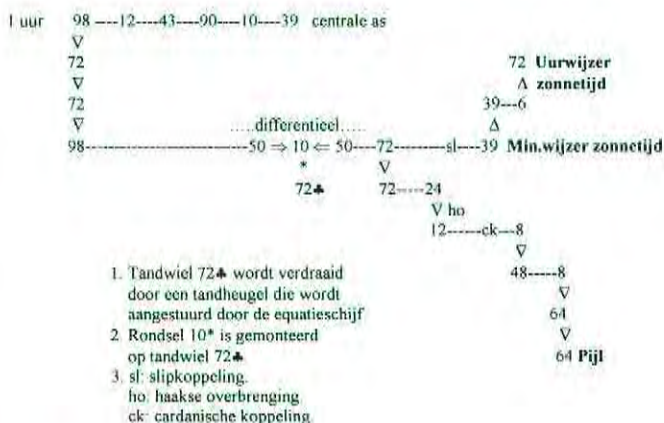 1 uur 98 ----12----43----90----10----39 centrale as
∇
72 72 Uurwijzer
∇ Δ zonnetijd
72 39---6
∇ .....differentieel..... Δ
98-------------------------50 ⇒ 10 ⇐ 50----72---------sl----39 Min.wijzer zonnetijd
* ∇
72♣ 72-----24
∇ ho
12------ck---8
∇
48-----8
∇
64
∇
64 Pijl
1. Tandwiel 72♣ wordt verdraaid
door een tandheugel die wordt
aangestuurd door de equatieschijf
2 Rondsel 10* is gemonteerd
op tandwiel 72♣
3. sl: slipkoppeling.
ho: haakse overbrenging
ck: cardanische koppeling